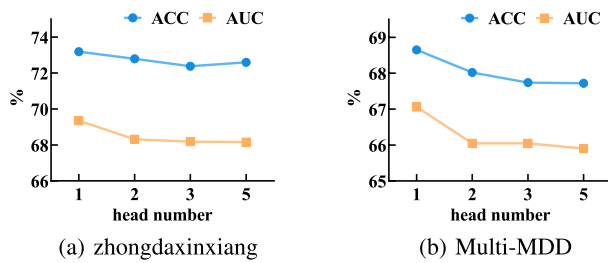 ACC AUC
74
72
70
68
66
%
1 2 3 5
head number
(a) zhongdaxinxiang
ACC AUC
69
68
67
66
65
%
1 2 3 5
head number
(b) Multi-MDD